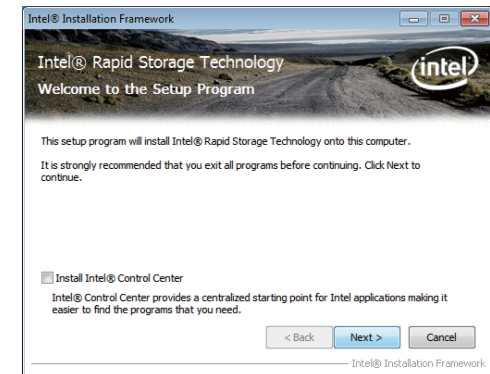 Intel® Installation Framework
Intel® Rapid Storage Technology
Welcome to the Setup Program
intel
This setup program will install Intel® Rapid Storage Technology onto this computer.
It is strongly recommended that you exit all programs before continuing. Click Next to
continue.
Install Intel® Control Center
Intel® Control Center provides a centralized starting point for Intel applications making it
easier to find the programs that you need.
< Back Next > Cancel
Intel® Installation Framework